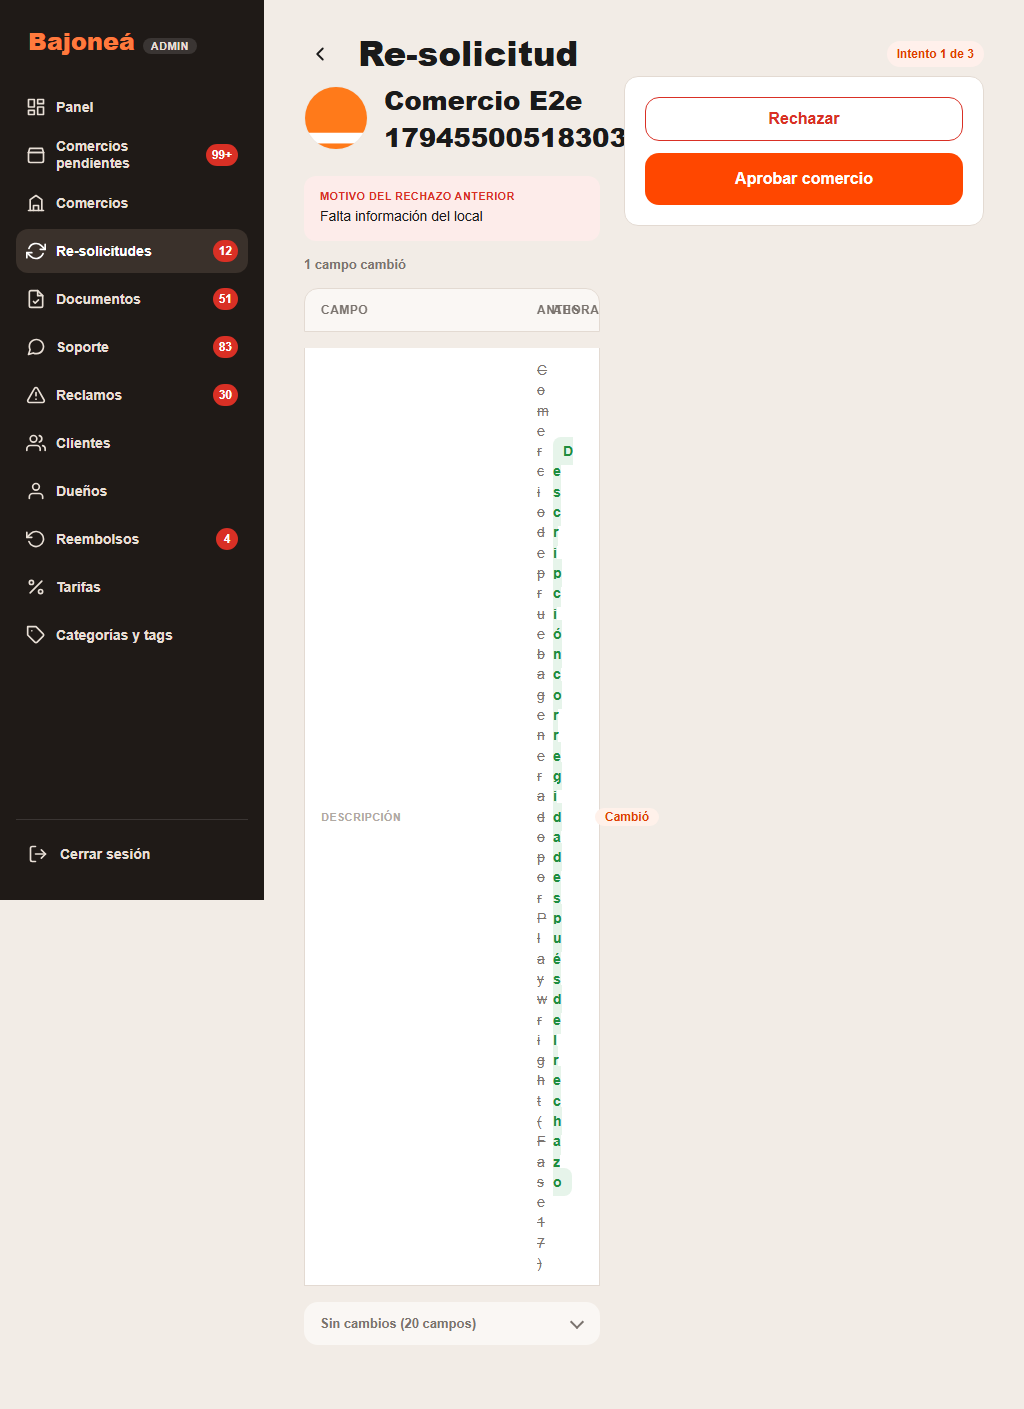 Bajoneá ADMIN
Panel
Comercios
pendientes
99+
Comercios
Re-solicitudes
12
Documentos
51
Soporte
83
Reclamos
30
Clientes
Dueños
Reembolsos
4
Tarifas
Categorías y tags
Cerrar sesión
Re-solicitud
Intento 1 de 3
Comercio E2e
17945500518303
Rechazar
Aprobar comercio
MOTIVO DEL RECHAZO ANTERIOR
Falta información del local
1 campo cambió
CAMPO
ANTES
AHORA
DESCRIPCIÓN
Comercio de prueba generado por Playwright (Fase 17)
Descripción corregida después del rechazo
Cambió
Sin cambios (20 campos)